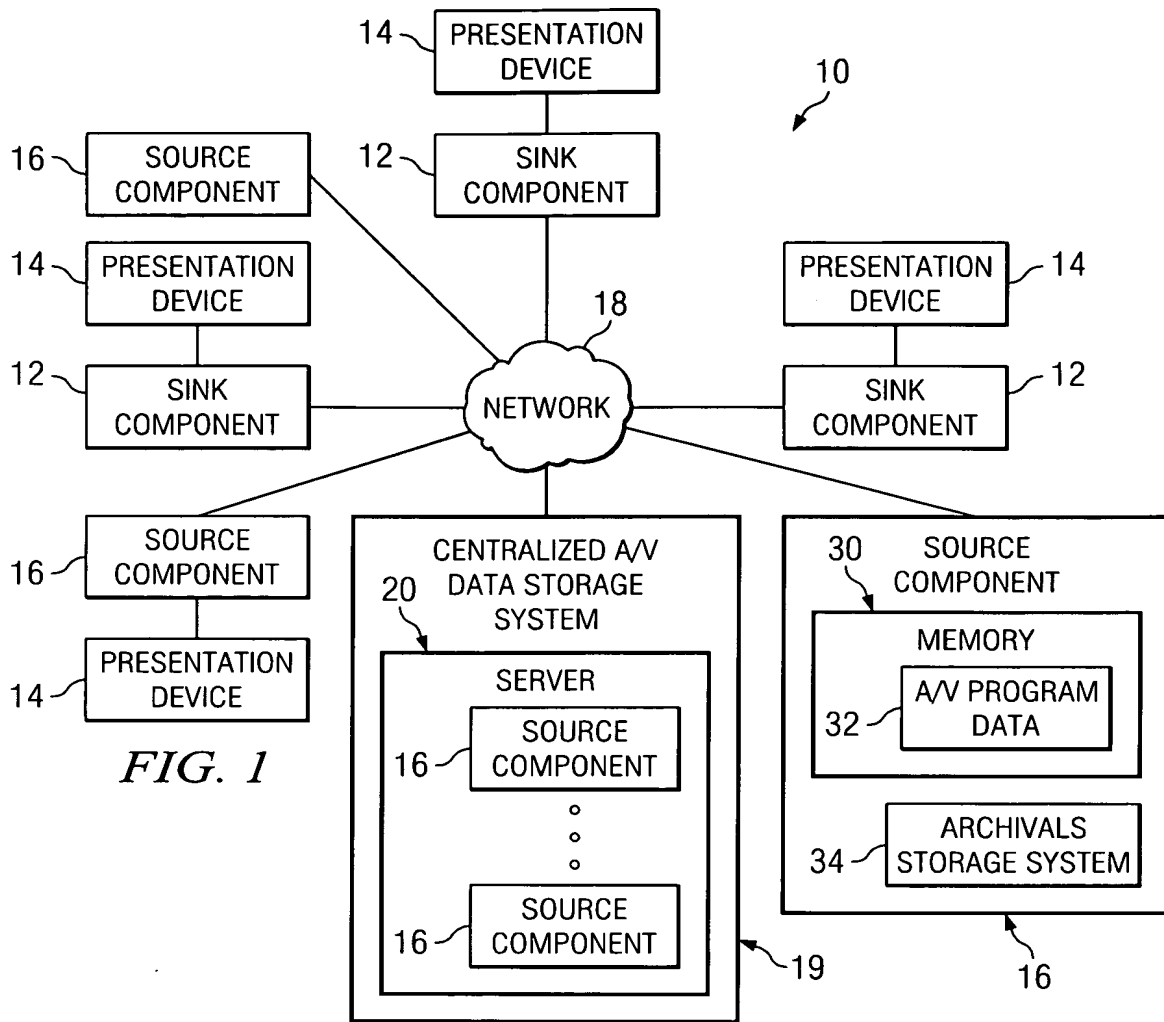 14
PRESENTATION
DEVICE
10
16
SOURCE
COMPONENT
12
SINK
COMPONENT
14
PRESENTATION
DEVICE
18
PRESENTATION
DEVICE
14
12
SINK
COMPONENT
NETWORK
SINK
COMPONENT
12
16
SOURCE
COMPONENT
14
PRESENTATION
DEVICE
FIG. 1
CENTRALIZED A/V
DATA STORAGE
SYSTEM
20
SERVER
16
SOURCE
COMPONENT
16
SOURCE
COMPONENT
19
SOURCE
COMPONENT
30
MEMORY
32
A/V PROGRAM
DATA
34
ARCHIVALS
STORAGE SYSTEM
16